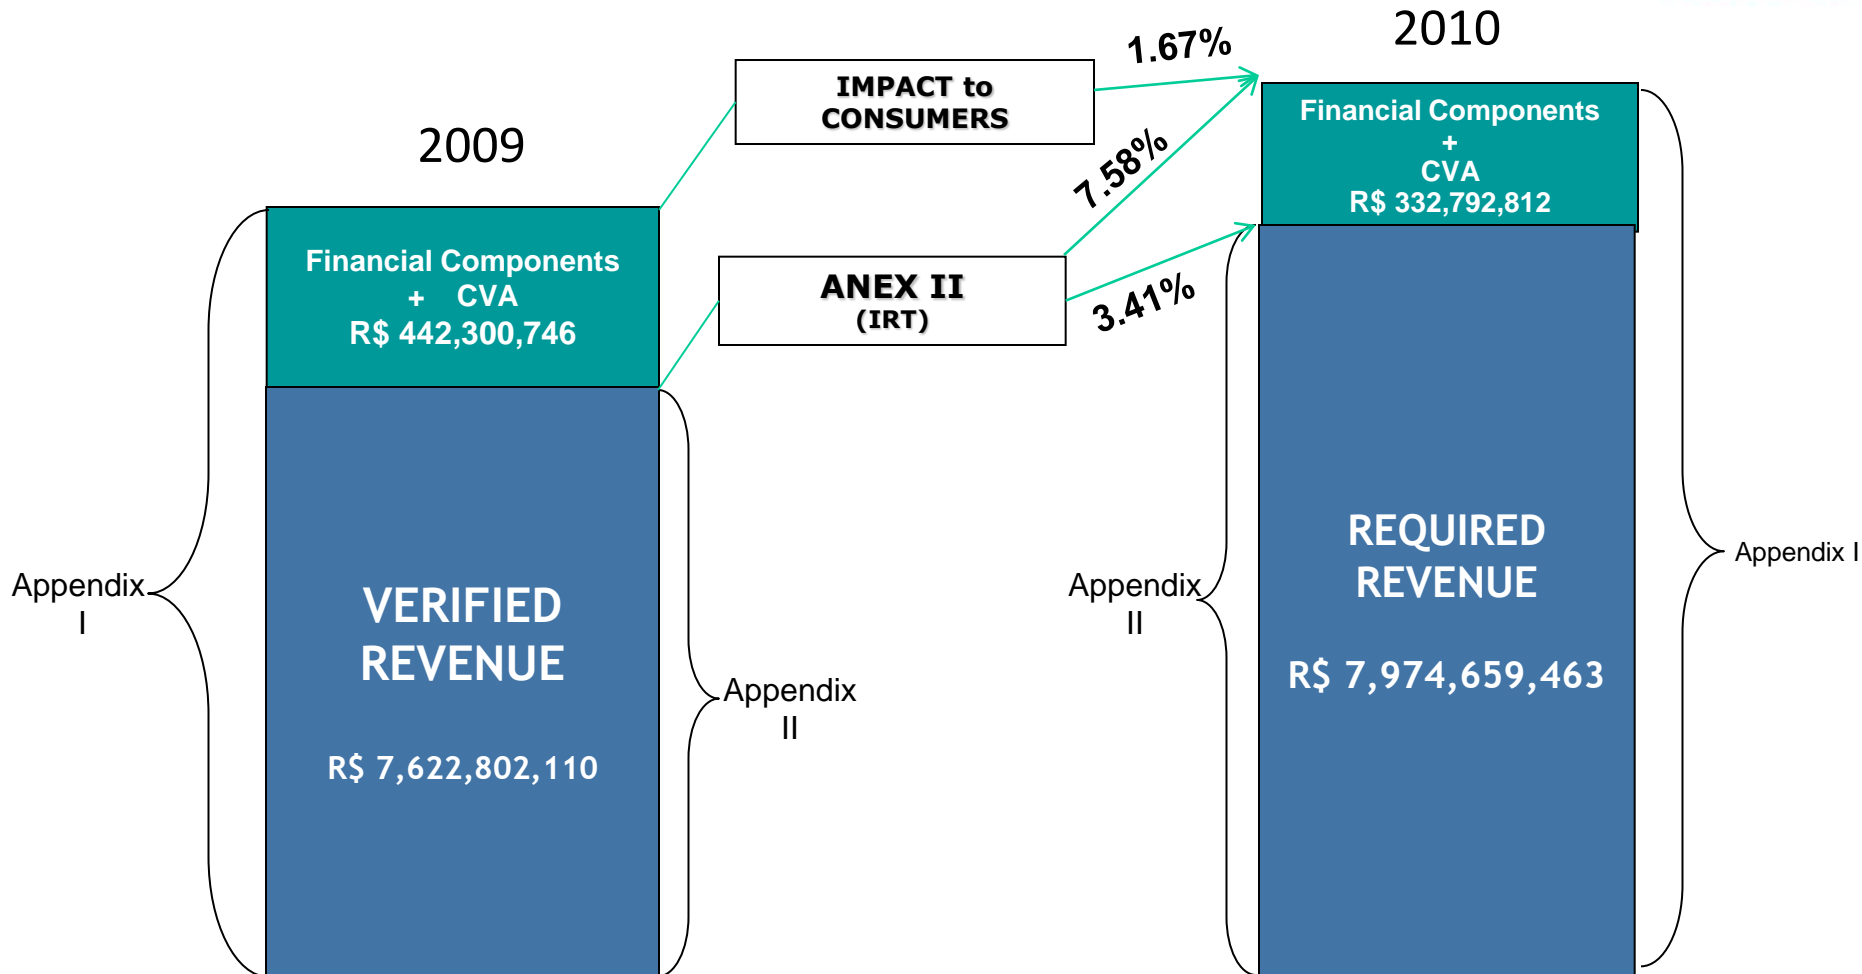 2009
2010
IMPACT to
CONSUMERS
1.67%
7.58%
3.41%
ANEX II
(IRT)
Financial Components
+ CVA
R$ 442,300,746
VERIFIED
REVENUE
R$ 7,622,802,110
Appendix
I
Appendix
II
Financial Components
+
CVA
R$ 332,792,812
REQUIRED
REVENUE
R$ 7,974,659,463
Appendix
II
Appendix I